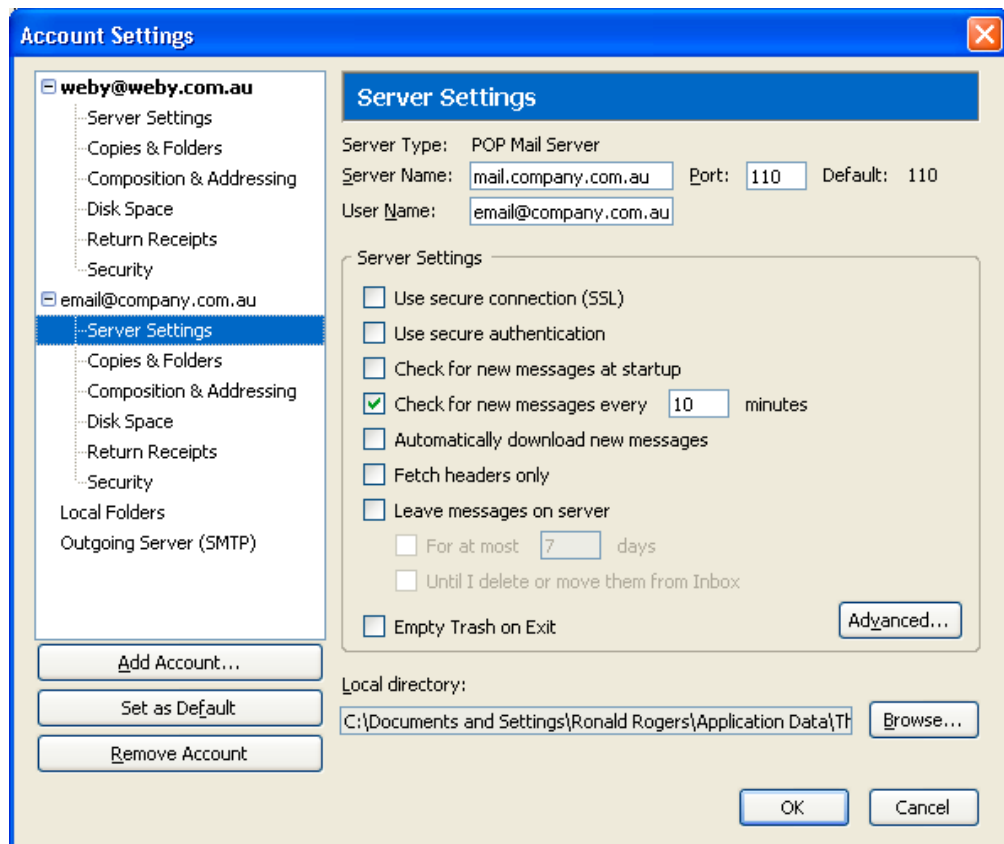 Account Settings
weby@weby.com.au
Server Settings
Copies & Folders
Composition & Addressing
Disk Space
Return Receipts
Security
email@company.com.au
Server Settings
Copies & Folders
Composition & Addressing
Disk Space
Return Receipts
Security
Local Folders
Outgoing Server (SMTP)
Add Account...
Set as Default
Remove Account
Server Settings
Server Type: POP Mail Server
Server Name: mail.company.com.au Port: 110 Default: 110
User Name: email@company.com.au
Server Settings
Use secure connection (SSL)
Use secure authentication
Check for new messages at startup
Check for new messages every 10 minutes
Automatically download new messages
Fetch headers only
Leave messages on server
For at most 7 days
Until I delete or move them from Inbox
Empty Trash on Exit
Advanced...
Local directory:
C:\Documents and Settings\Ronald Rogers\Application Data\Th
Browse...
OK
Cancel